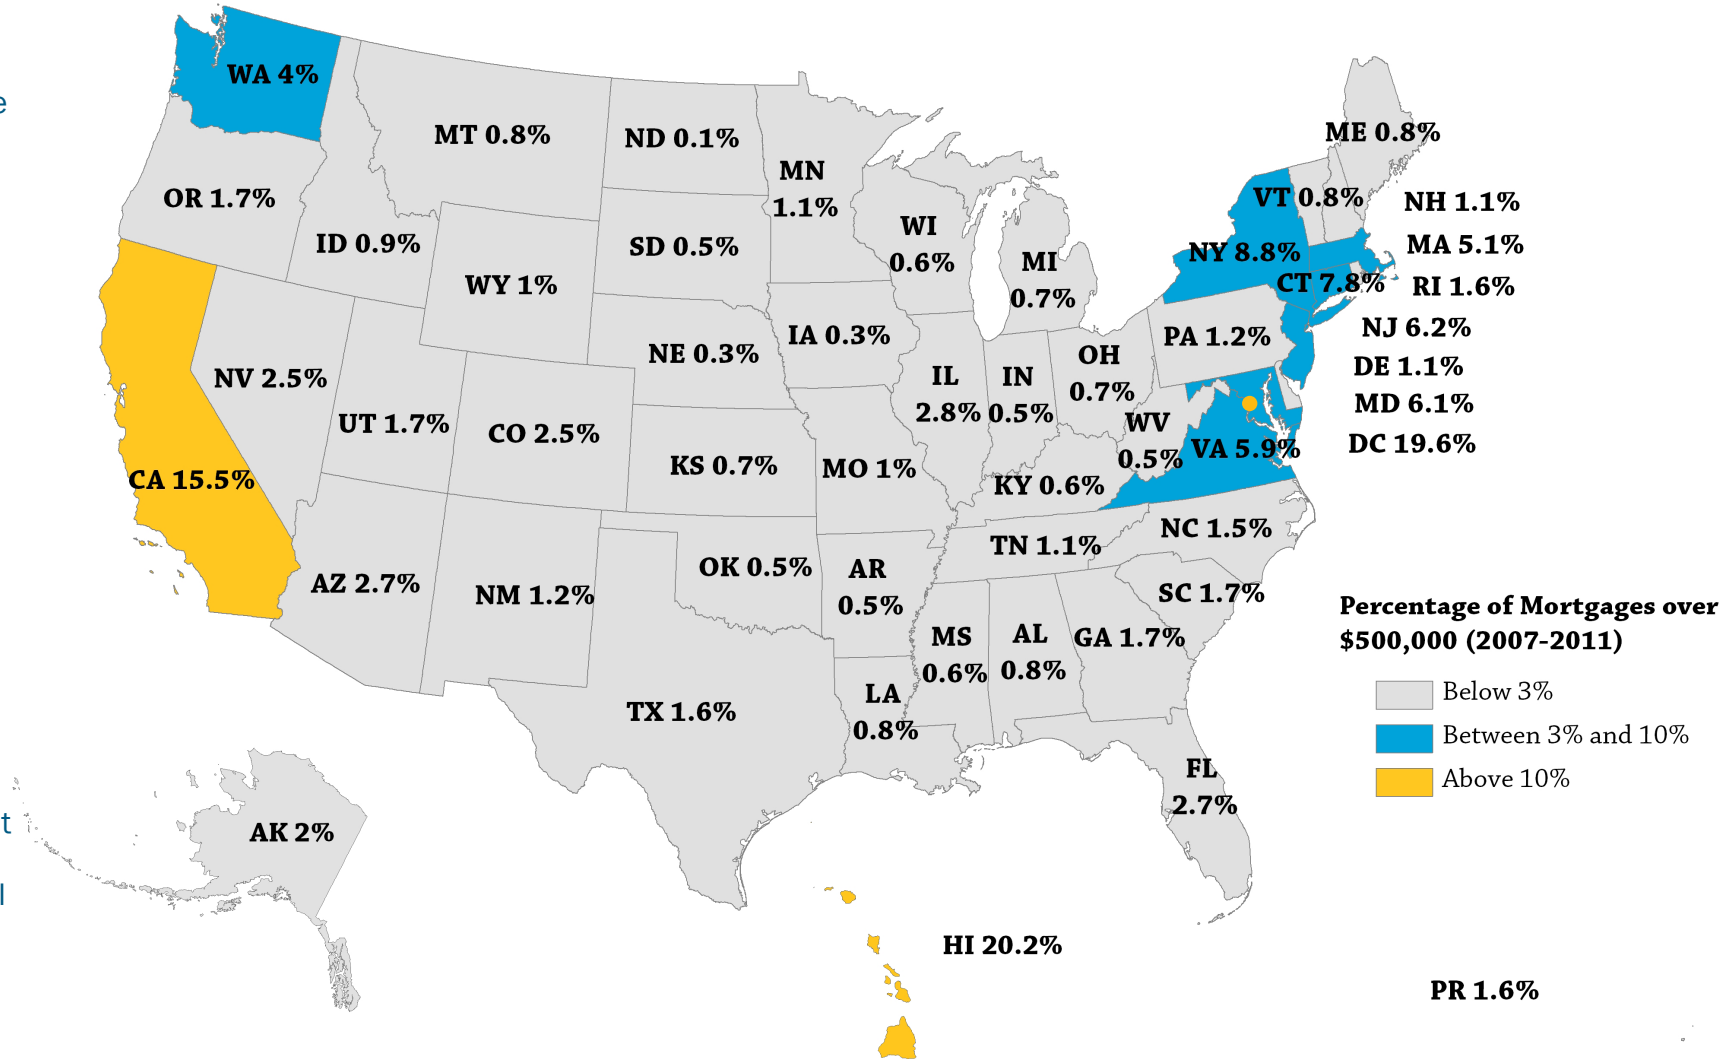 WA 4%
e
MT 0.8%
ND 0.1%
ME 0.8%
MN
1.1%
OR 1.7%
VT 0.8%
NH 1.1%
WI
0.6%
ID 0.9%
SD 0.5%
NY 8.8%
MA 5.1%
MI
0.7%
WY 1%
CT 7.8%
RI 1.6%
IA 0.3%
PA 1.2%
NJ 6.2%
NE 0.3%
OH
0.7%
DE 1.1%
NV 2.5%
IL
2.8%
IN
0.5%
MD 6.1%
UT 1.7%
CO 2.5%
WV
0.5%
VA 5.9%
DC 19.6%
KS 0.7%
MO 1%
CA 15.5%
KY 0.6%
NC 1.5%
TN 1.1%
OK 0.5%
AR
0.5%
AZ 2.7%
NM 1.2%
SC 1.7%
Percentage of Mortgages over
$500,000 (2007-2011)
MS
0.6%
AL
0.8%
GA 1.7%
LA
0.8%
Below 3%
TX 1.6%
Between 3% and 10%
FL
2.7%
Above 10%
t
AK 2%
l
HI 20.2%
PR 1.6%